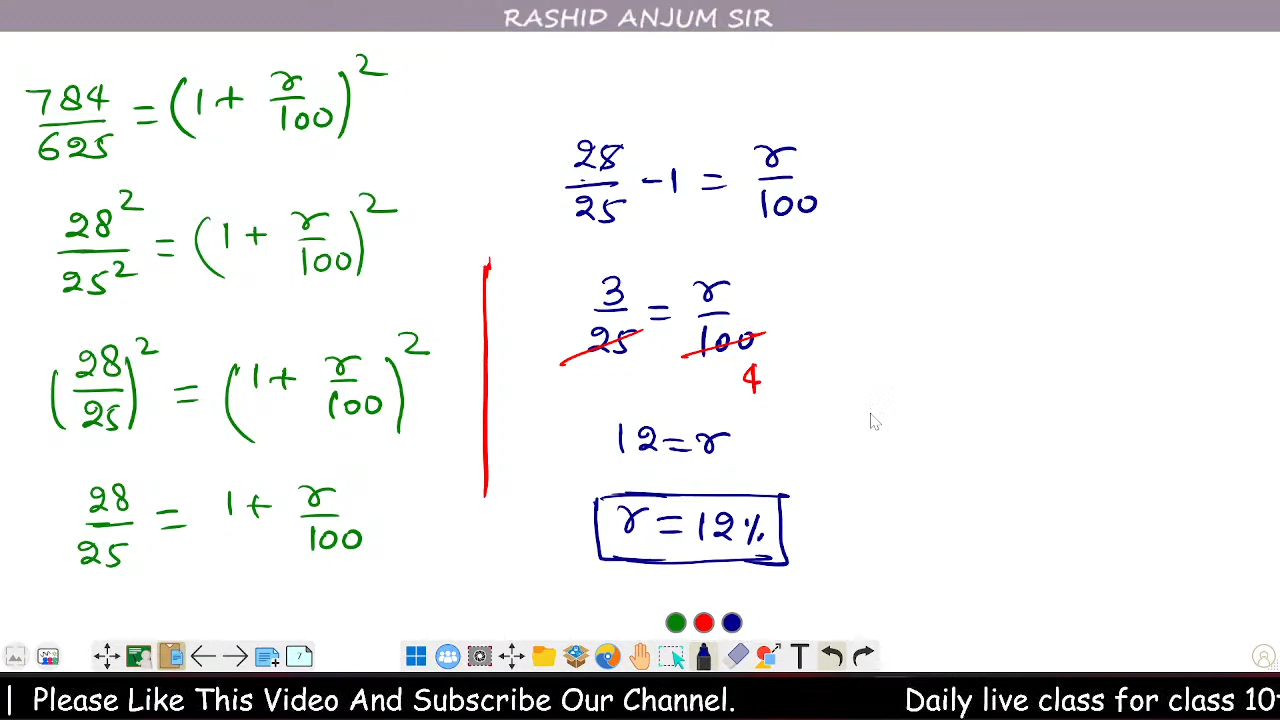 RASHID ANJUM SIR
784/625 = (1 + r/100)^2
28^2/25^2 = (1 + r/100)^2
(28/25)^2 = (1 + r/100)^2
28/25 = 1 + r/100
28/25 - 1 = r/100
3/25 = r/100
4
12 = r
r = 12%
7
| Please Like This Video And Subscribe Our Channel.
Daily live class for class 10